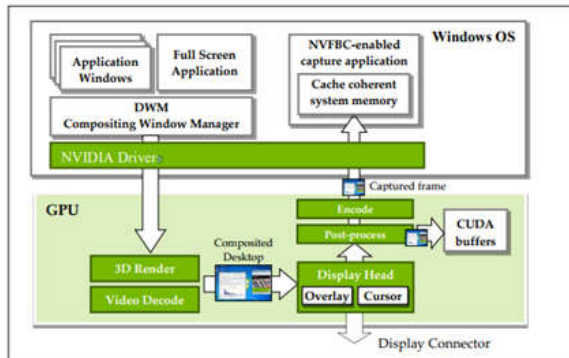 Windows OS
Application
Windows
Full Screen
Application
NVFBC-enabled
capture application
Cache coherent
system memory
DWM
Compositing Window Manager
NVIDIA Driver
Captured frame
GPU
Encode
Post-process
CUDA
buffers
Composited
Desktop
3D Render
Video Decode
Display Head
Overlay
Cursor
Display Connector